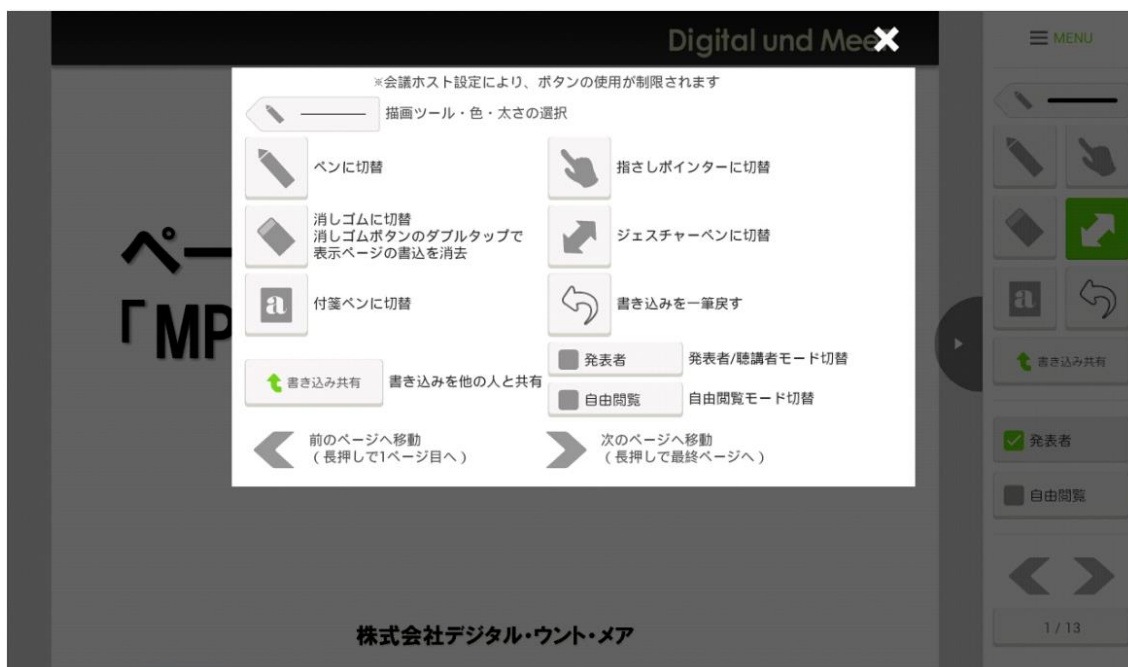 Digital und Mee
MENU
※会議ホスト設定により、ボタンの使用が制限されます
描画ツール・色・太さの選択
ペンに切替
指さしポインターに切替
消しゴムに切替
消しゴムボタンのダブルタップで
表示ページの書込を消去
ジェスチャーペンに切替
a
付箋ペンに切替
書き込みを一筆戻す
書き込み共有
書き込みを他の人と共有
発表者
発表者/聴講者モード切替
自由閲覧
自由閲覧モード切替
前のページへ移動
(長押しで1ページ目へ)
次のページへ移動
(長押しで最終ページへ)
ペー
「MP
株式会社デジタル・ウント・メア
a
書き込み共有
発表者
自由閲覧
1 / 13